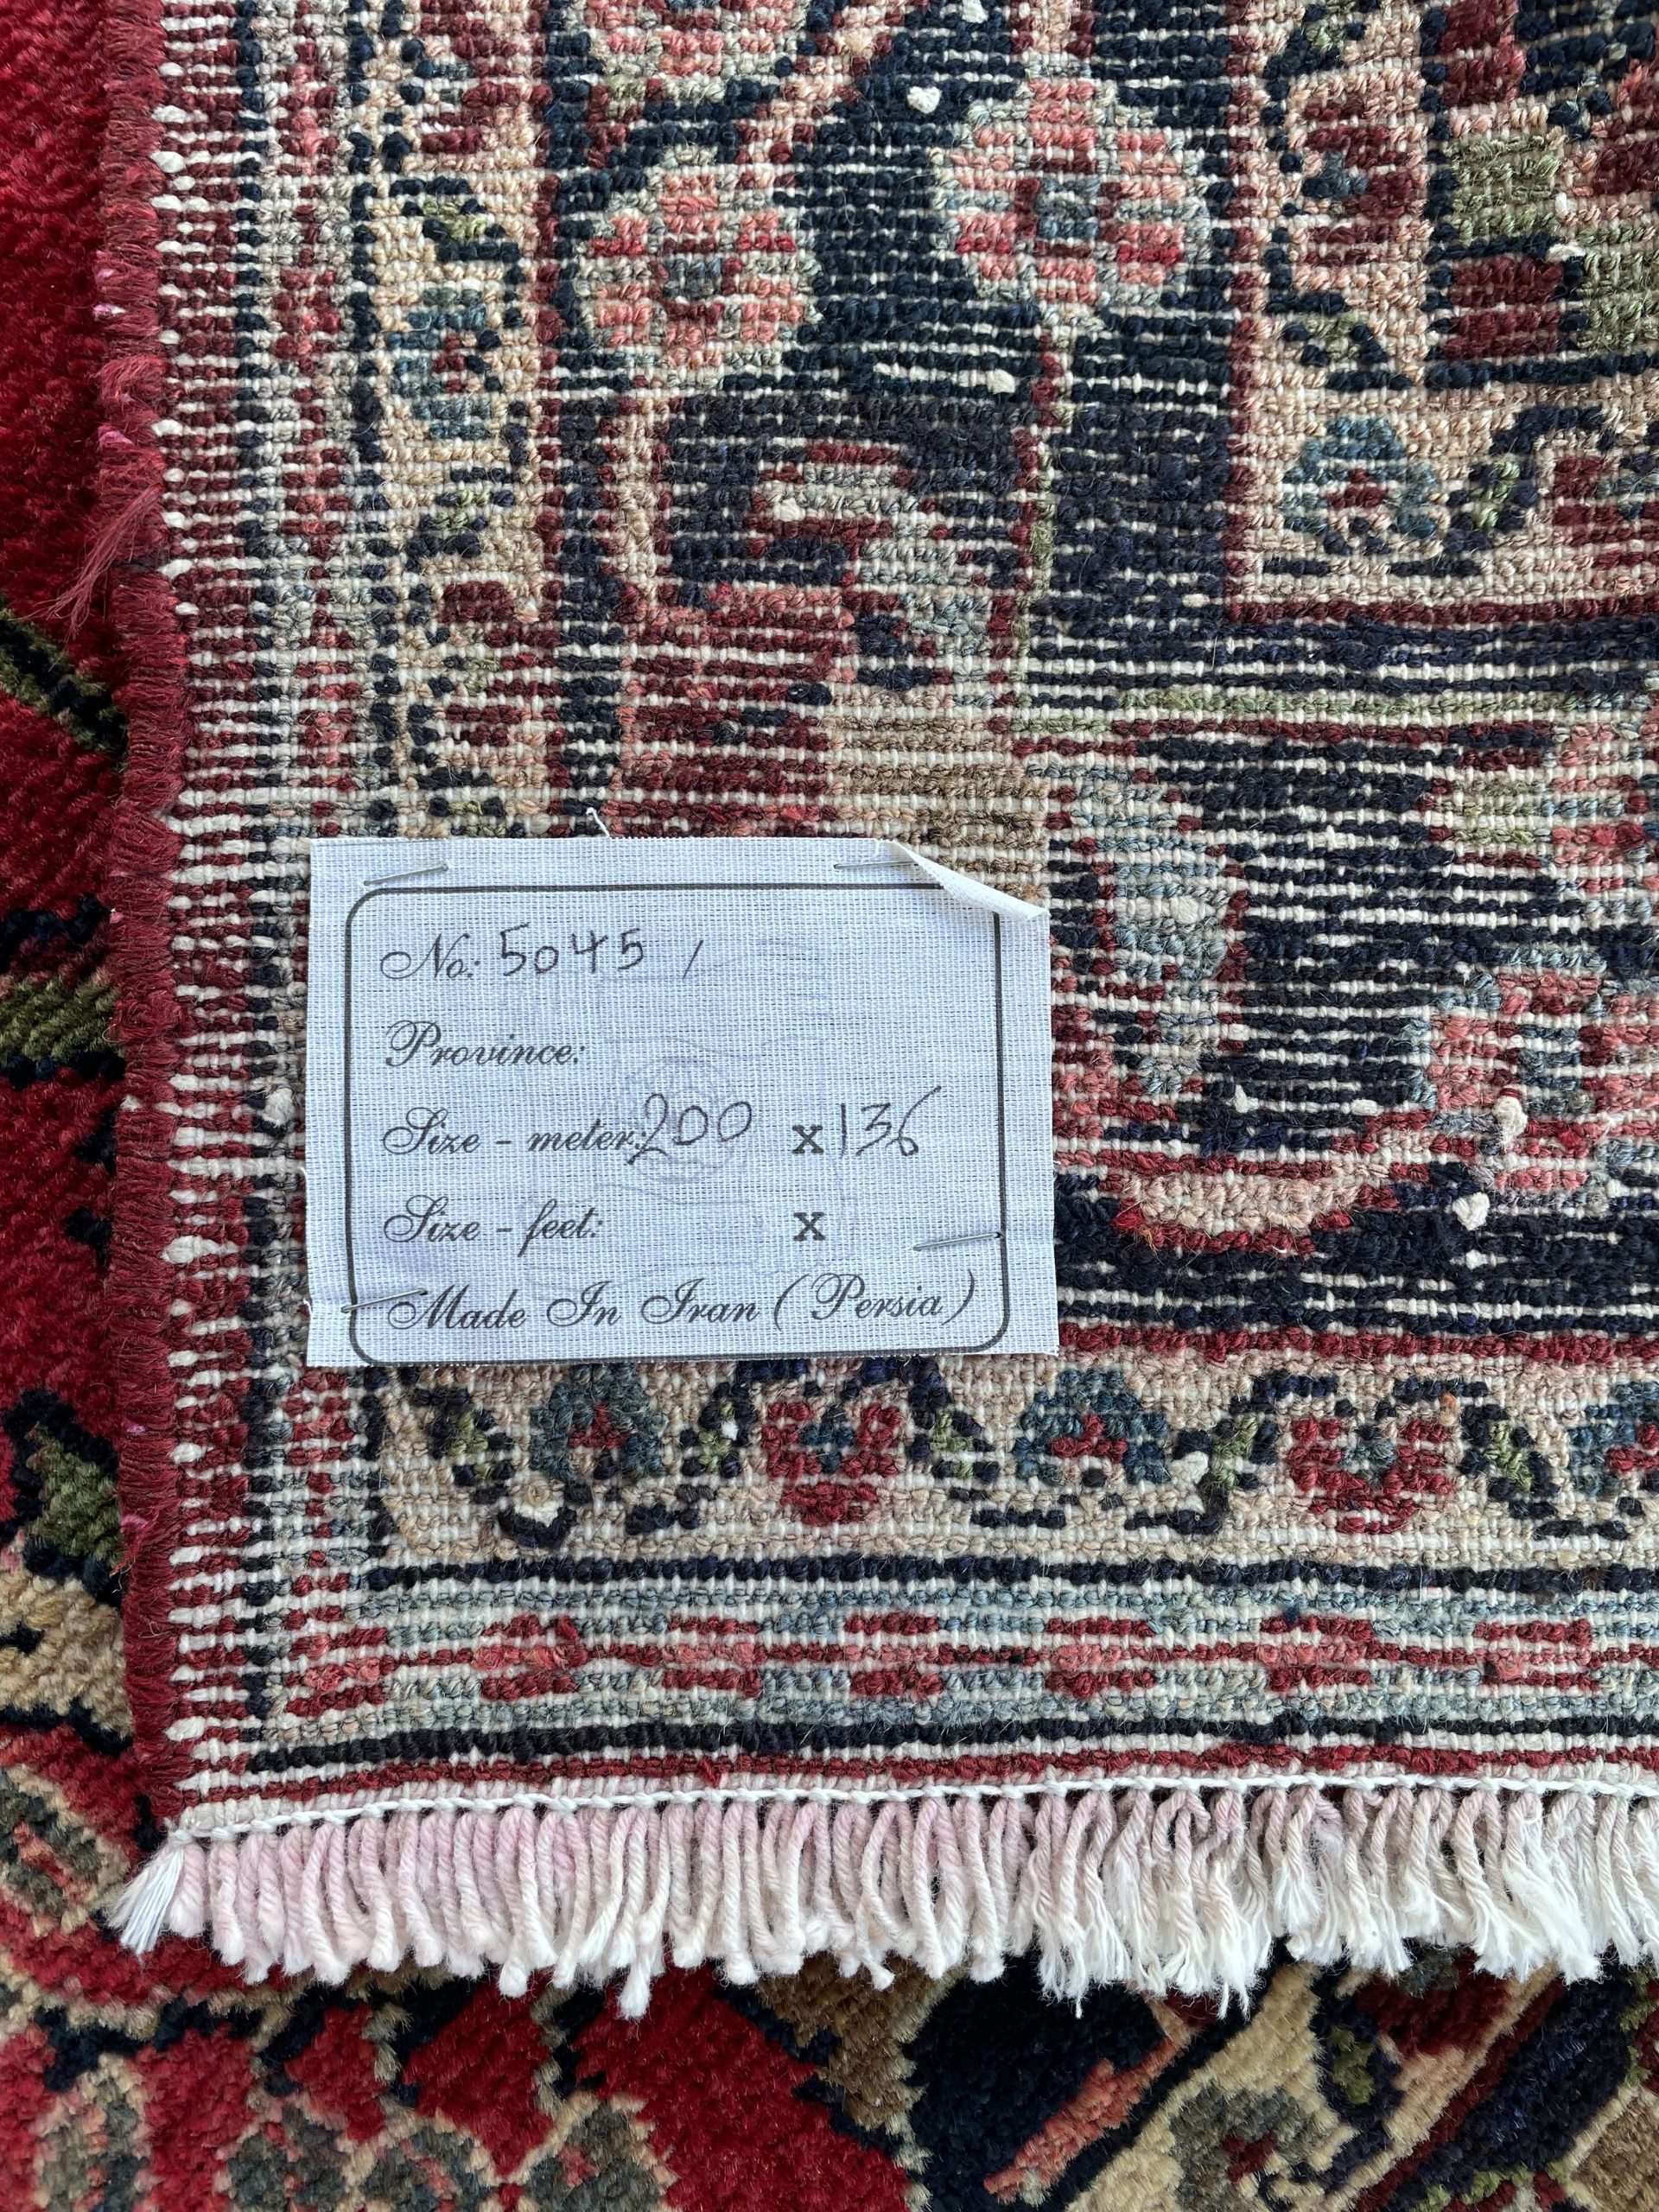 No: 5045 /
Province:
Size - meter: 200 x 136
Size - feet: x
Made In Iran ( Persia )